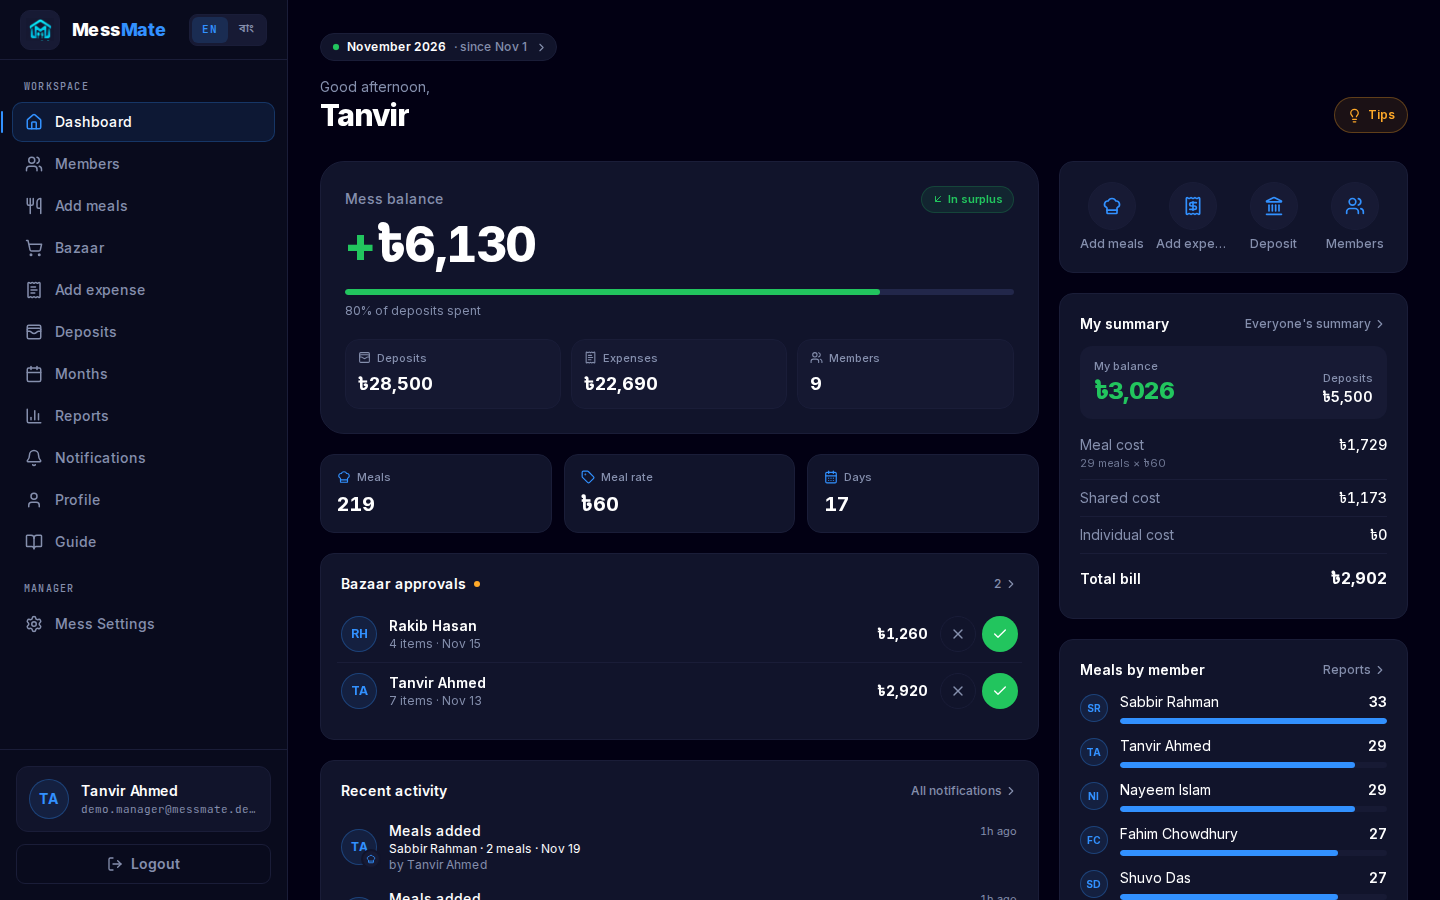 MessMate
EN
বাং
WORKSPACE
Dashboard
Members
Add meals
Bazaar
Add expense
Deposits
Months
Reports
Notifications
Profile
Guide
MANAGER
Mess Settings
TA
Tanvir Ahmed
demo.manager@messmate.de…
Logout
November 2026 · since Nov 1
Good afternoon,
Tanvir
Tips
Mess balance
In surplus
+৳6,130
80% of deposits spent
Deposits
৳28,500
Expenses
৳22,690
Members
9
Meals
219
Meal rate
৳60
Days
17
Bazaar approvals
2
RH
Rakib Hasan
4 items · Nov 15
৳1,260
TA
Tanvir Ahmed
7 items · Nov 13
৳2,920
Recent activity
All notifications
TA
Meals added
1h ago
Sabbir Rahman · 2 meals · Nov 19
by Tanvir Ahmed
Meals added
1h ago
Add meals
Add expe…
Deposit
Members
My summary
Everyone's summary
My balance
৳3,026
Deposits
৳5,500
Meal cost
৳1,729
29 meals × ৳60
Shared cost
৳1,173
Individual cost
৳0
Total bill
৳2,902
Meals by member
Reports
SR
Sabbir Rahman
33
TA
Tanvir Ahmed
29
NI
Nayeem Islam
29
FC
Fahim Chowdhury
27
SD
Shuvo Das
27